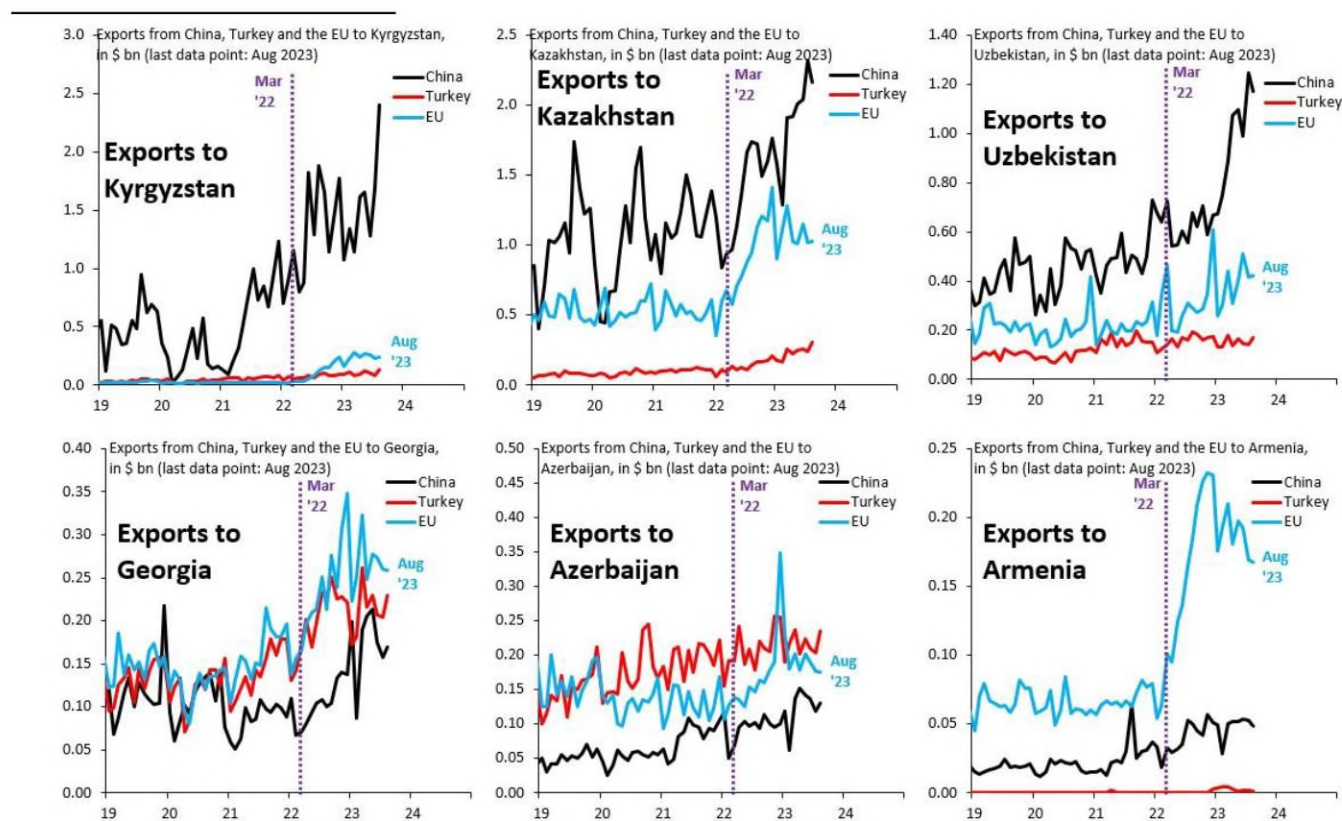 Exports from China, Turkey and the EU to Kyrgyzstan,
in $ bn (last data point: Aug 2023)
3.0
2.5
2.0
1.5
1.0
0.5
0.0
Mar
'22
China
Turkey
EU
Exports to
Kyrgyzstan
Aug
'23
19 20 21 22 23 24
Exports from China, Turkey and the EU to
Kazakhstan, in $ bn (last data point: Aug 2023)
2.5
2.0
1.5
1.0
0.5
0.0
Mar
'22
China
Turkey
EU
Exports to
Kazakhstan
Aug
'23
19 20 21 22 23 24
Exports from China, Turkey and the EU to
Uzbekistan, in $ bn (last data point: Aug 2023)
1.40
1.20
1.00
0.80
0.60
0.40
0.20
0.00
Mar
'22
China
Turkey
EU
Exports to
Uzbekistan
Aug
'23
19 20 21 22 23 24
Exports from China, Turkey and the EU to Georgia,
in $ bn (last data point: Aug 2023)
0.40
0.35
0.30
0.25
0.20
0.15
0.10
0.05
0.00
Mar
'22
China
Turkey
EU
Exports to
Georgia
Aug
'23
19 20 21 22 23 24
Exports from China, Turkey and the EU to
Azerbaijan, in $ bn (last data point: Aug 2023)
0.50
0.45
0.40
0.35
0.30
0.25
0.20
0.15
0.10
0.05
0.00
Mar
'22
China
Turkey
EU
Exports to
Azerbaijan
Aug
'23
19 20 21 22 23 24
Exports from China, Turkey and the EU to Armenia,
in $ bn (last data point: Aug 2023)
0.25
0.20
0.15
0.10
0.05
0.00
Mar
'22
China
Turkey
EU
Exports to
Armenia
Aug
'23
19 20 21 22 23 24